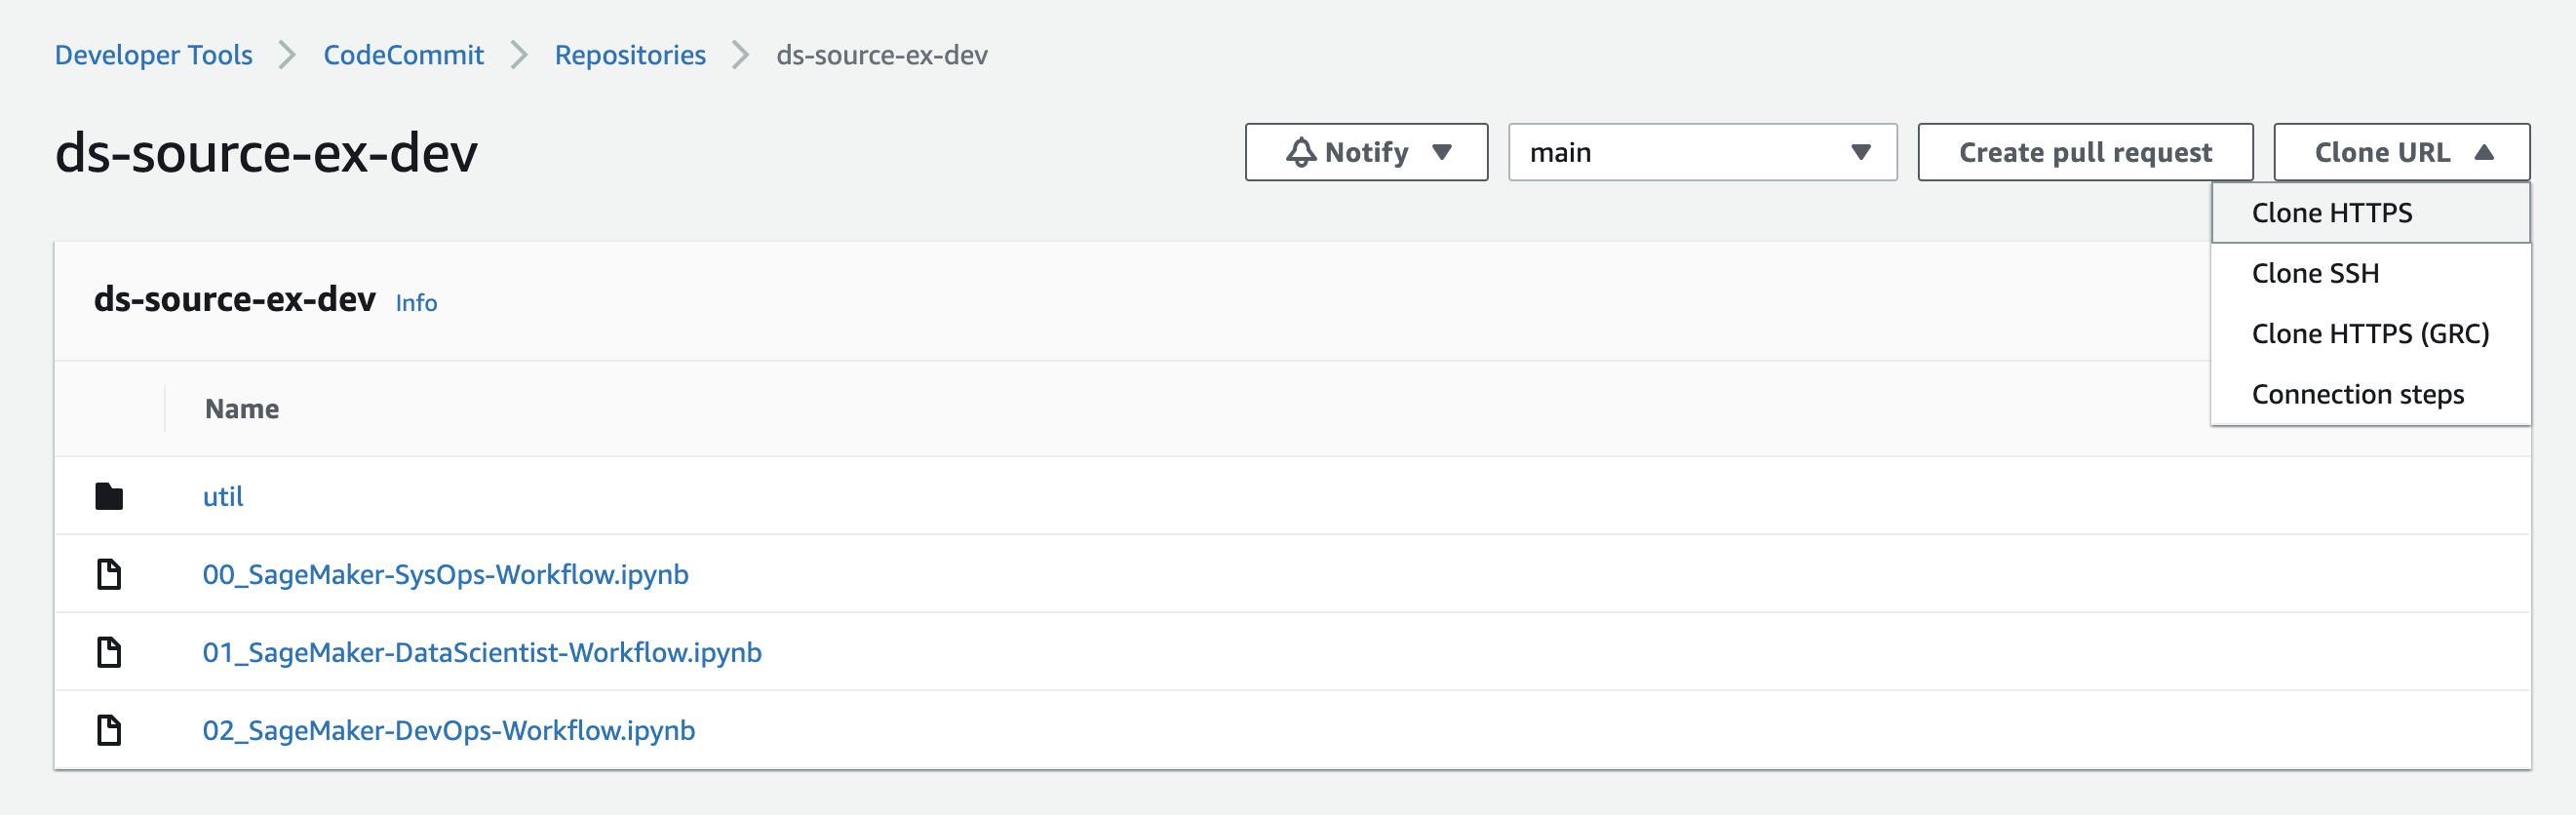 Developer Tools CodeCommit Repositories ds-source-ex-dev
ds-source-ex-dev
Notify main Create pull request Clone URL
Clone HTTPS
Clone SSH
Clone HTTPS (GRC)
Connection steps
ds-source-ex-dev Info
Name
util
00_SageMaker-SysOps-Workflow.ipynb
01_SageMaker-DataScientist-Workflow.ipynb
02_SageMaker-DevOps-Workflow.ipynb